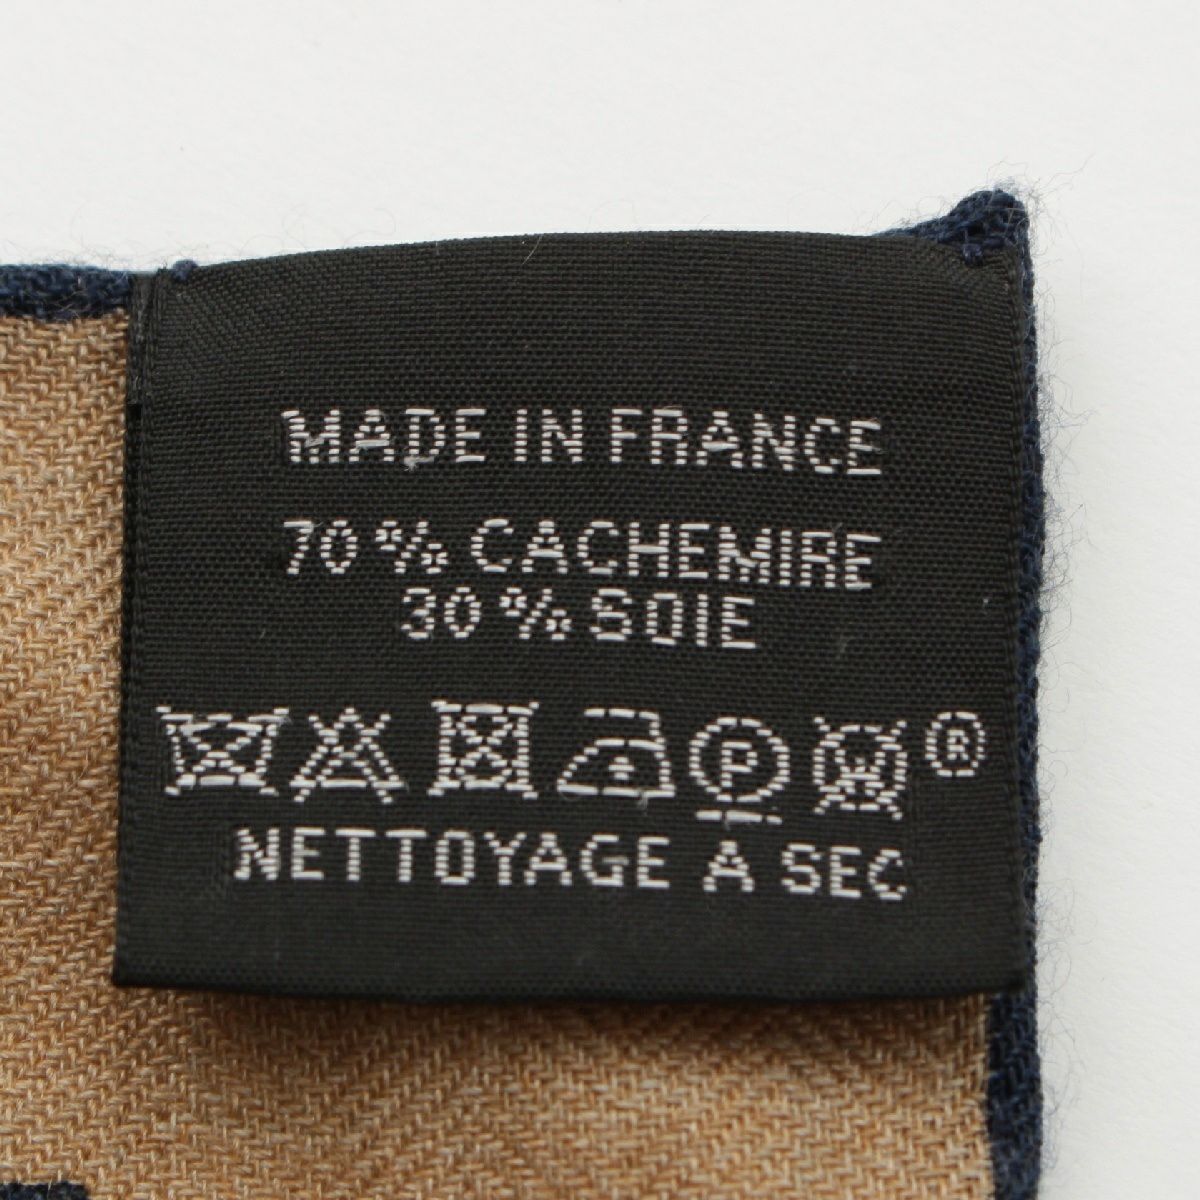 MADE IN FRANCE
70 % CACHEMIRE
30 % SOIE
P W ®
NETTOYAGE A SEC